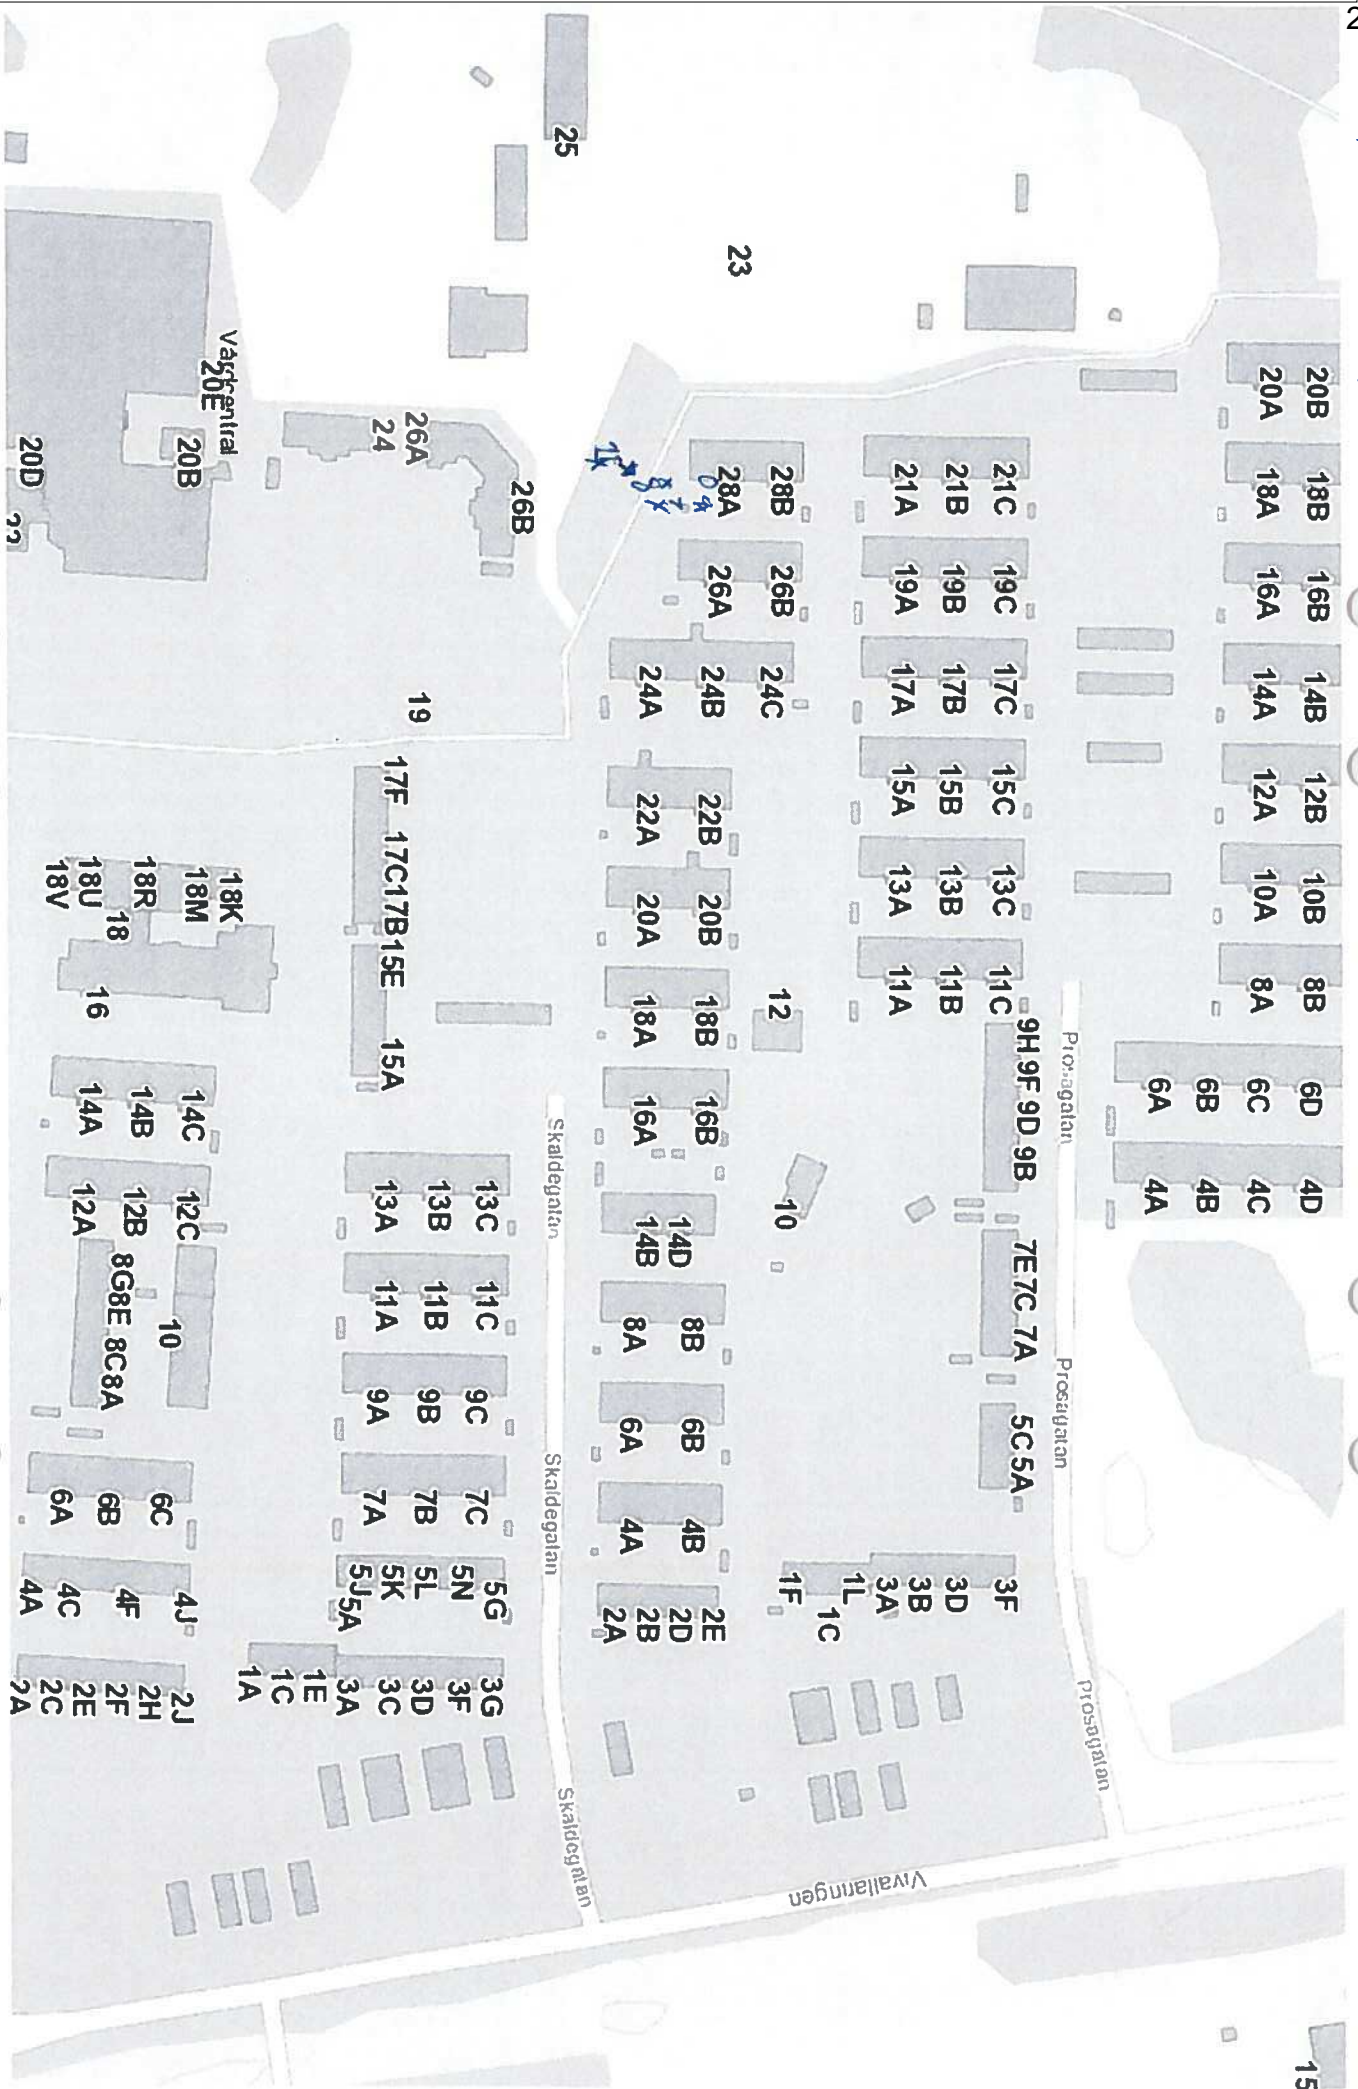 25
23
Vårdcentral
20E
20B
20D
22
26A
24
26B
28A
28B
26A
26B
24A
24B
24C
22A
22B
20A
20B
18A
18B
16A
16B
14B
14D
8A
8B
6A
6B
4A
4B
2A
2B
2D
2E
21A
21B
21C
19A
19B
19C
17A
17B
17C
15A
15B
15C
13A
13B
13C
11A
11B
11C
20A
20B
18A
18B
16A
16B
14A
14B
12A
12B
10A
10B
8A
8B
6A
6B
6C
6D
4A
4B
4C
4D
9H 9F 9D 9B
7E 7C 7A
5C 5A
12
10
1F
1L
1C
3A
3B
3D
3F
Prosagatan
Prosagatan
Prosagatan
19
17F 17C 17B 15E 15A
18K
18M
18R
18U
18V
18
16
14A
14B
14C
12A
12B
12C
8G 8E 8C 8A
10
6A
6B
6C
4A
4C
4F
4J
2A
2C
2E
2F
2H
2J
13A
13B
13C
11A
11B
11C
9A
9B
9C
7A
7B
7C
5J
5A
5K
5L
5N
5G
1A
1C
1E
3A
3C
3D
3F
3G
Skaldegatan
Skaldegatan
Skaldegatan
Vivallaringen
15
2